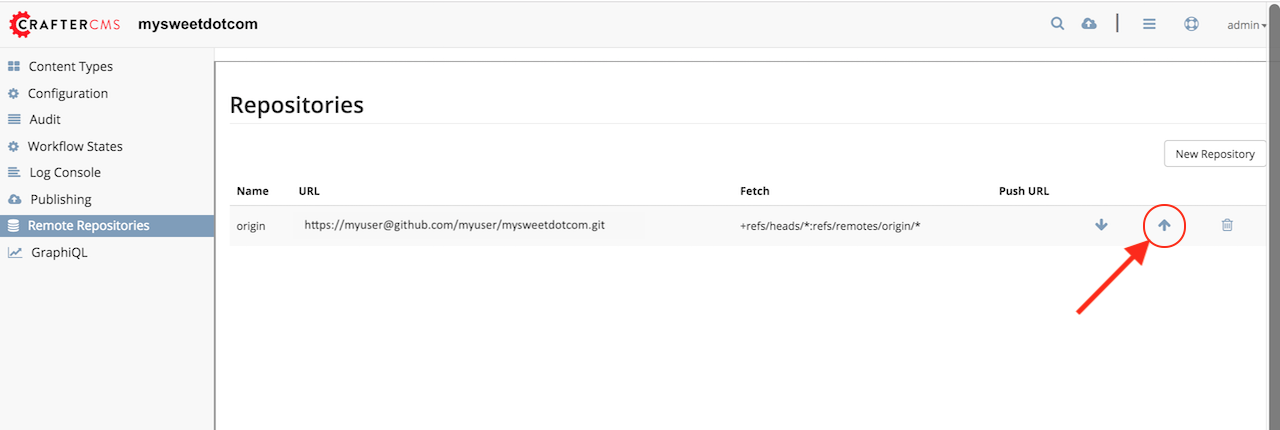 CRAFTERCMS mysweetdotcom admin
Content Types
Configuration
Audit
Workflow States
Log Console
Publishing
Remote Repositories
GraphiQL
Repositories
New Repository
Name URL Fetch Push URL
origin https://myuser@github.com/myuser/mysweetdotcom.git +refs/heads/*:refs/remotes/origin/*